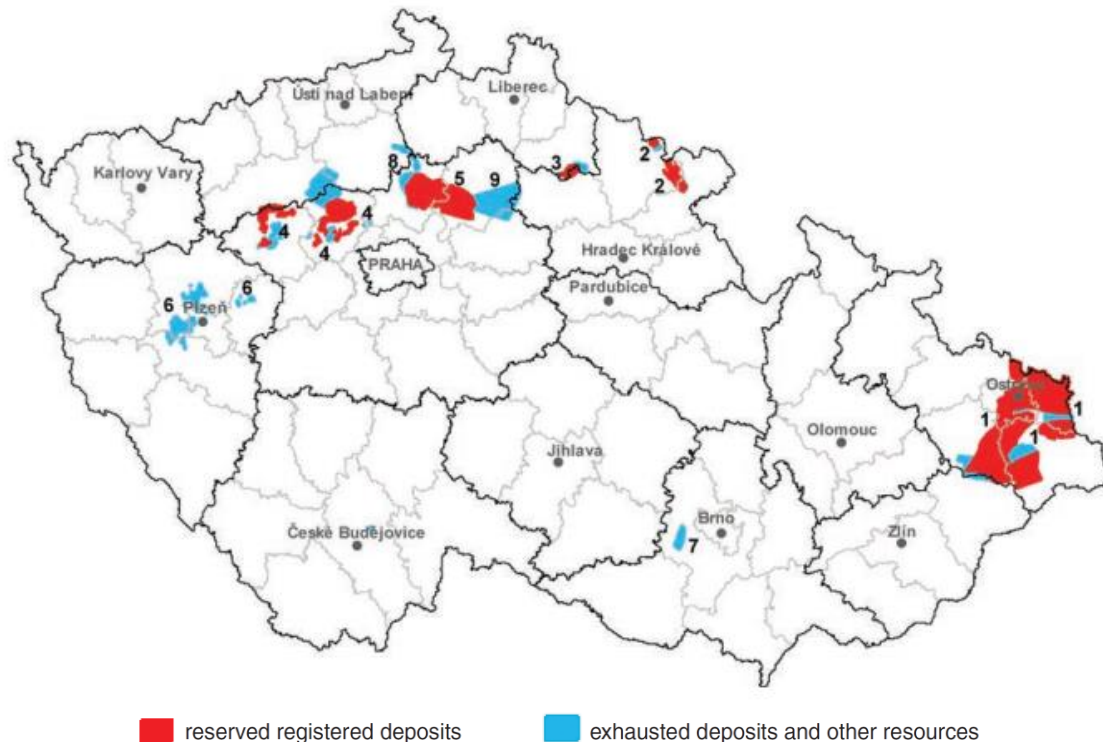 Liberec
Ústí nad Labem
2
8
3
Karlovy Vary
5 9
2
4
4
4
Hradec Králové
PRAHA
6
Pardubice
6
Plzeň
Ostrava
1
1
1
Olomouc
Jihlava
Brno
Zlín
České Budějovice
7
reserved registered deposits
exhausted deposits and other resources